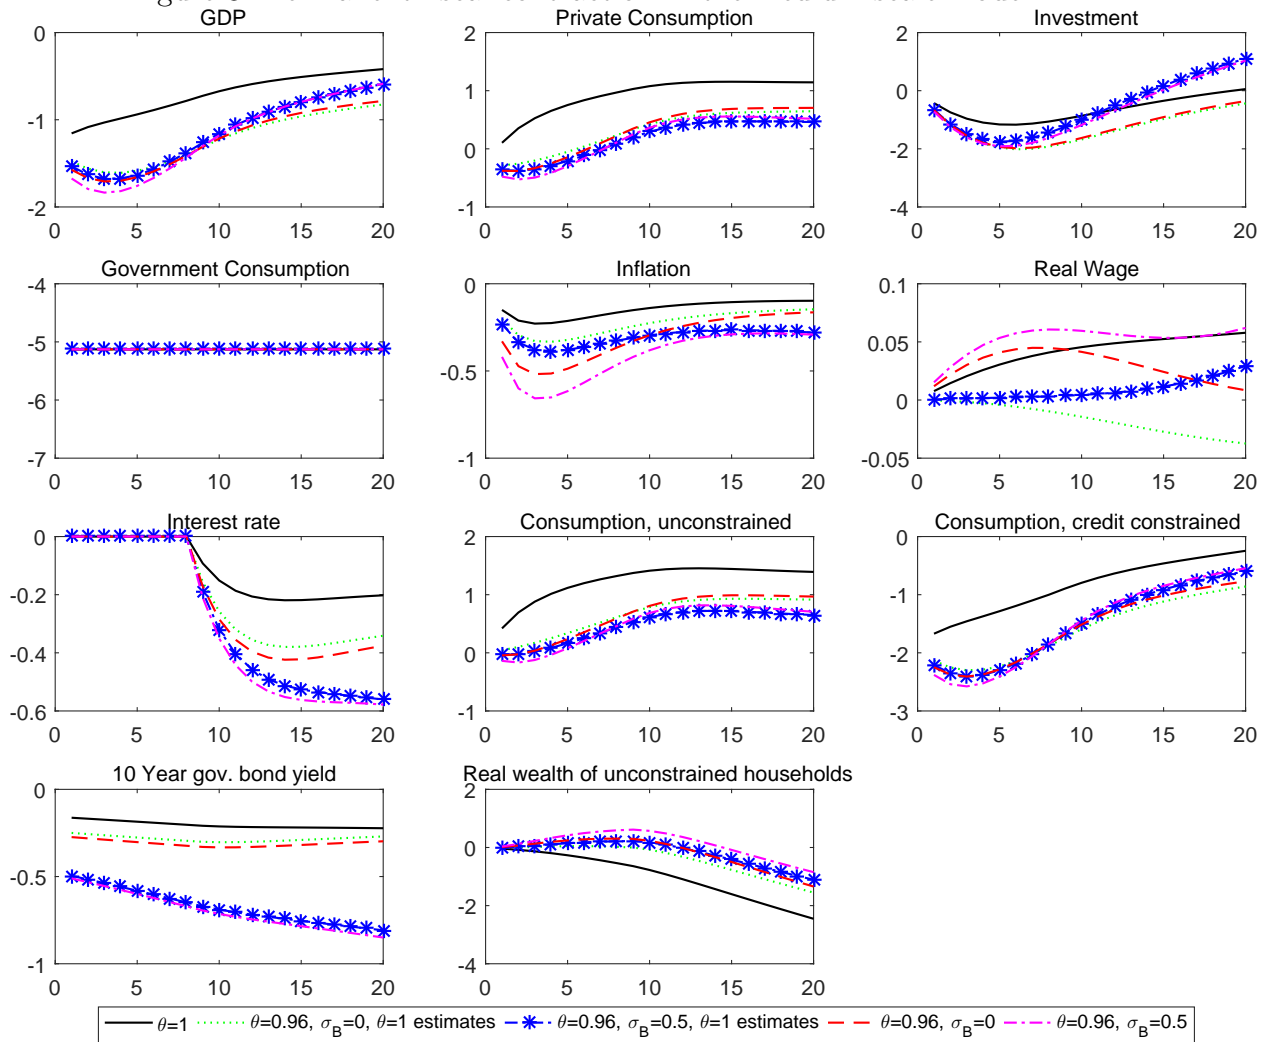 GDP
Private Consumption
Investment
0
-1
-2
0 5 10 15 20
2
1
0
-1
0 5 10 15 20
2
0
-2
-4
0 5 10 15 20
Government Consumption
Inflation
Real Wage
-4
-5
-6
-7
0 5 10 15 20
0
-0.5
-1
0 5 10 15 20
0.1
0.05
0
-0.05
0 5 10 15 20
Interest rate
Consumption, unconstrained
Consumption, credit constrained
0
-0.2
-0.4
-0.6
0 5 10 15 20
2
1
0
-1
0 5 10 15 20
0
-1
-2
-3
0 5 10 15 20
10 Year gov. bond yield
Real wealth of unconstrained households
0
-0.5
-1
0 5 10 15 20
4
2
0
-2
-4
0 5 10 15 20
θ=1
θ=0.96, σ_B=0, θ=1 estimates
θ=0.96, σ_B=0.5, θ=1 estimates
θ=0.96, σ_B=0
θ=0.96, σ_B=0.5